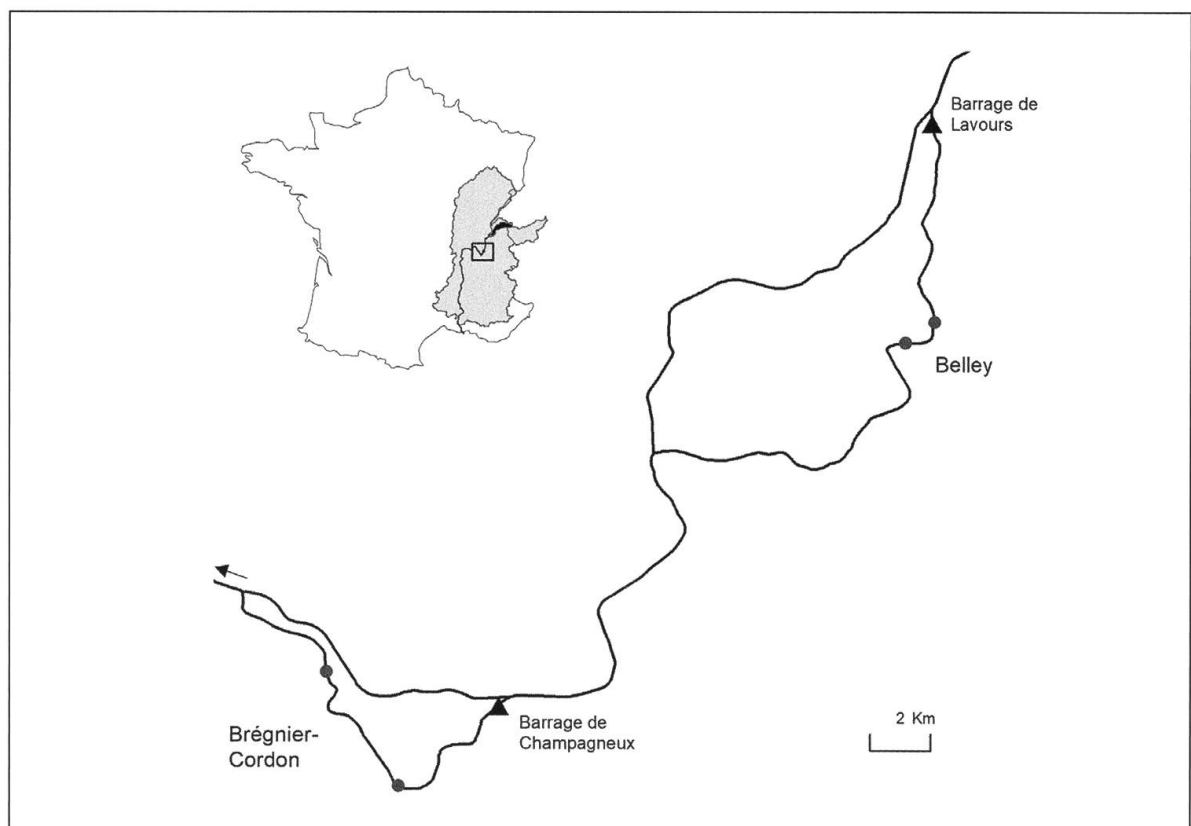 Barrage de
Lavours
Belley
Brégnier-
Cordon
Barrage de
Champagneux
2 Km